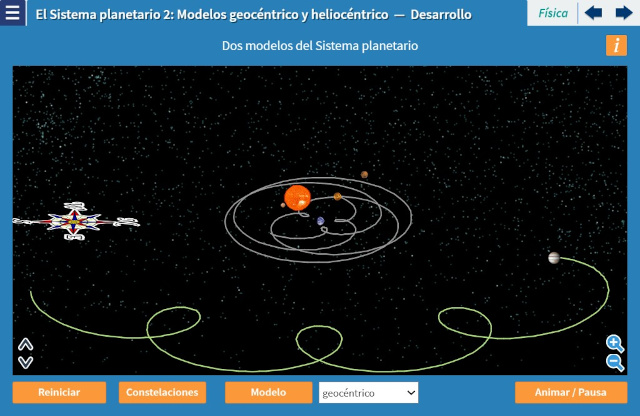 El Sistema planetario 2: Modelos geocéntrico y heliocéntrico — Desarrollo
Física
Dos modelos del Sistema planetario
i
Reiniciar
Constelaciones
Modelo
geocéntrico
Animar / Pausa